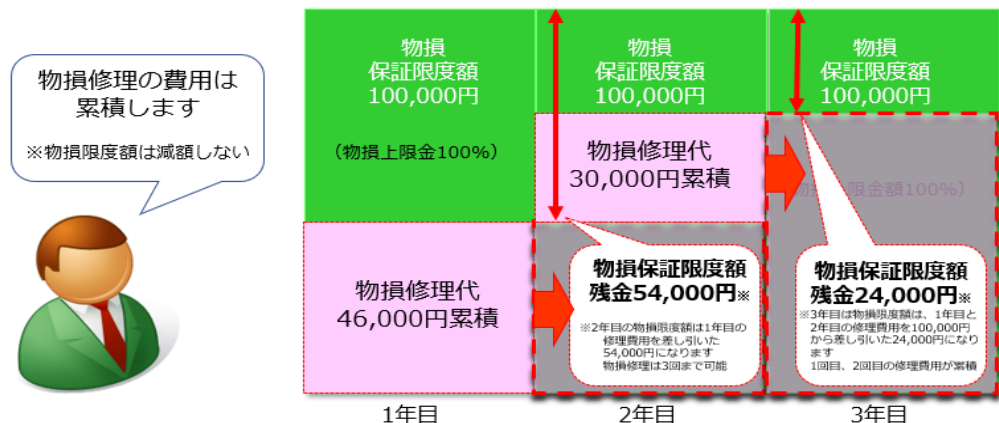 物損修理の費用は
累積します
※物損限度額は減額しない
物損
保証限度額
100,000円
（物損上限金100%）
物損修理代
46,000円累積
1年目
物損
保証限度額
100,000円
物損修理代
30,000円累積
物損保証限度額
残金54,000円※
※2年目の物損限度額は1年目の
修理費用を差し引いた
54,000円になります
物損修理は3回まで可能
2年目
物損
保証限度額
100,000円
限金額100%）
物損保証限度額
残金24,000円※
※3年目は物損限度額は、1年目と
2年目の修理費用を100,000円
から差し引いた24,000円になり
ます
1回目、2回目の修理費用が累積
3年目